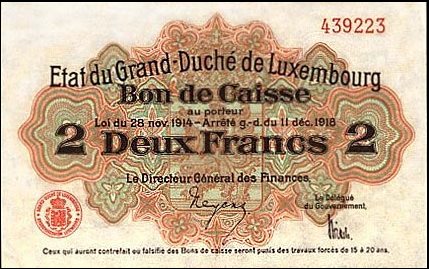 439223
Etat du Grand-Duché de Luxembourg
Bon de Caisse
au porteur
Loi du 28 nov. 1914 - Arrêté g.-d. du 11 déc. 1918
2 Deux Francs 2
Le Directeur Général des Finances,
Le Délégué
du Gouvernement,
Ceux qui auront contrefait ou falsifié des Bons de caisse seront punis des travaux forcés de 15 à 20 ans.